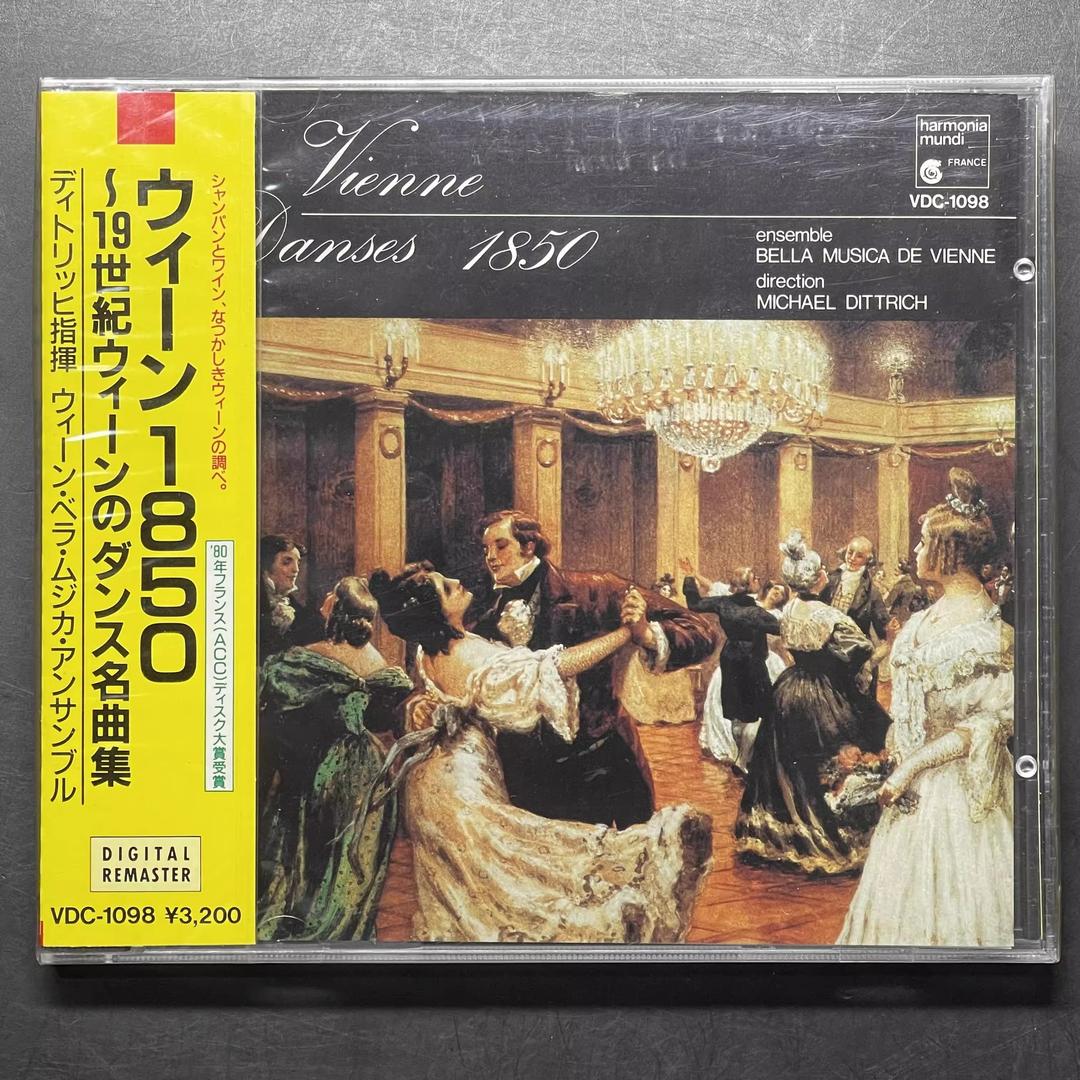 シャンパンとワイン、なつかしきウィーンの調べ。
ウィーン1850
〜19世紀ウィーンのダンス名曲集
ディトリッヒ指揮 ウィーン・ベラ・ムジカ・アンサンブル
'80年フランス(ACC)ディスク大賞受賞
DIGITAL
REMASTER
VDC-1098 ¥3,200
Vienne
Danses 1850
harmonia
mundi
FRANCE
VDC-1098
ensemble
BELLA MUSICA DE VIENNE
direction
MICHAEL DITTRICH